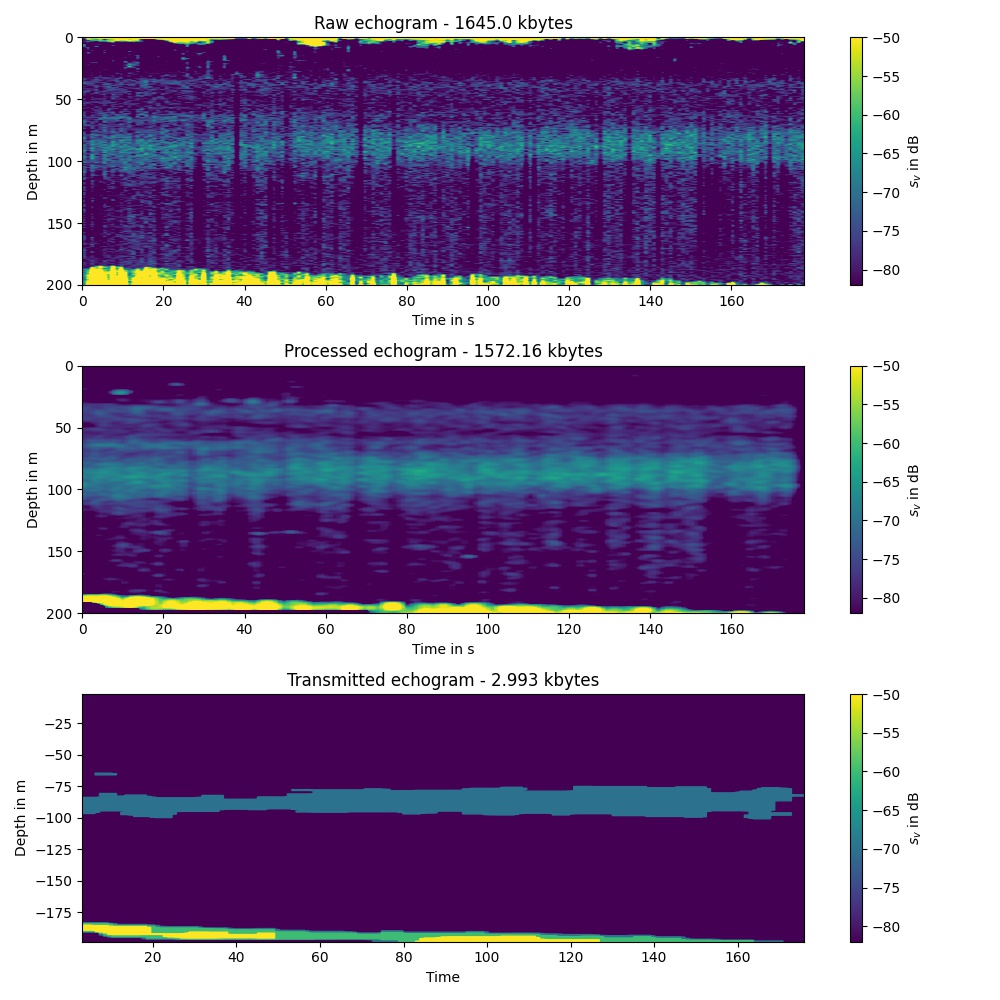 Raw echogram - 1645.0 kbytes
0
50
100
150
200
Depth in m
0 20 40 60 80 100 120 140 160
Time in s
−50
−55
−60
−65
−70
−75
−80
sv in dB
Processed echogram - 1572.16 kbytes
0
50
100
150
200
Depth in m
0 20 40 60 80 100 120 140 160
Time in s
−50
−55
−60
−65
−70
−75
−80
sv in dB
Transmitted echogram - 2.993 kbytes
−25
−50
−75
−100
−125
−150
−175
Depth in m
20 40 60 80 100 120 140 160
Time
−50
−55
−60
−65
−70
−75
−80
sv in dB